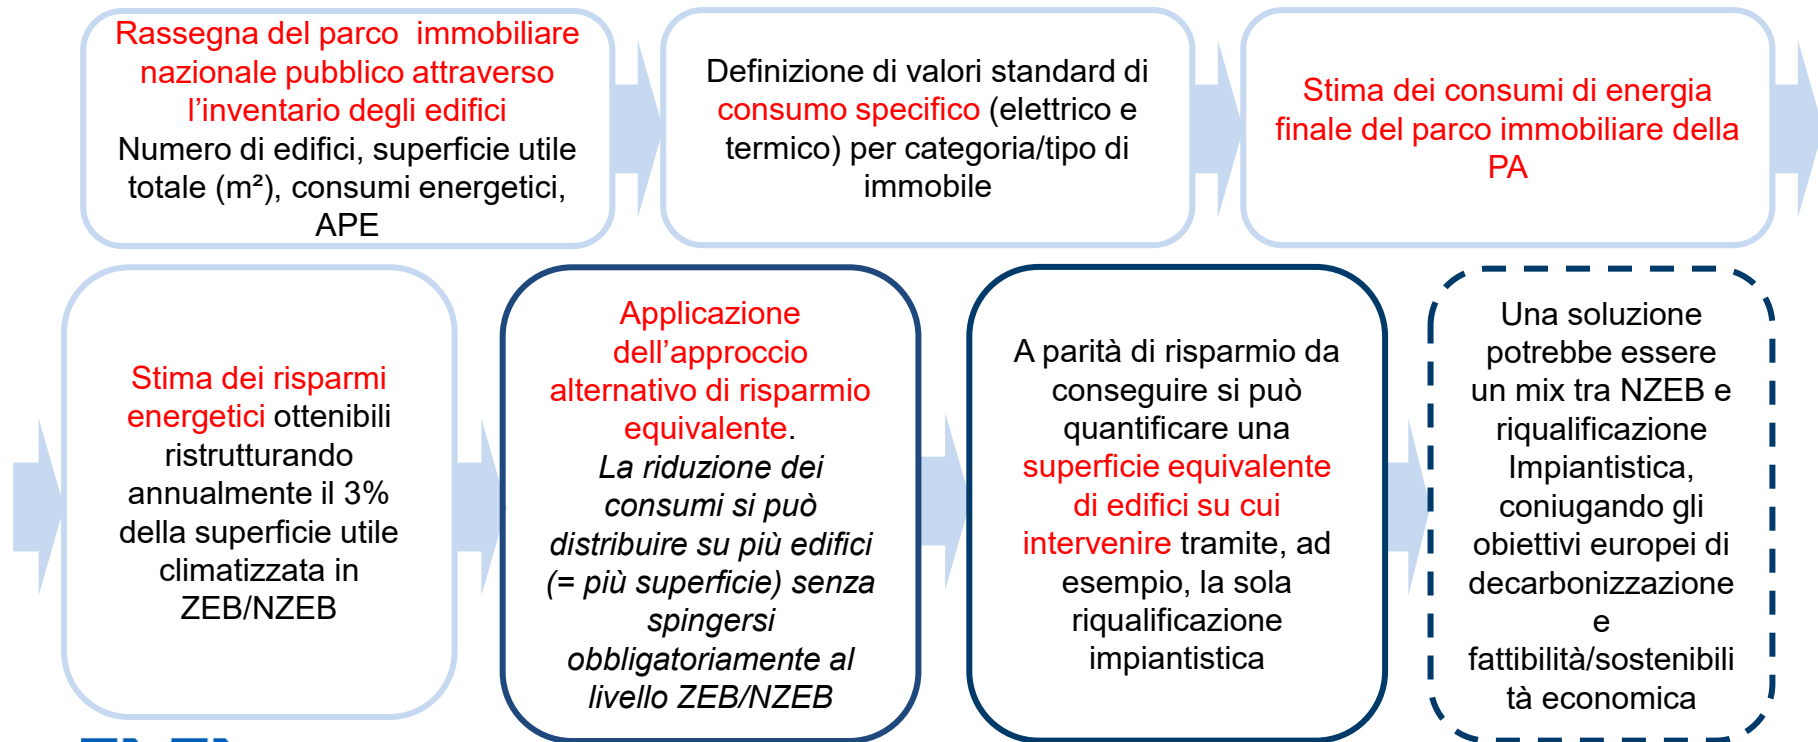 Rassegna del parco  immobiliare
nazionale pubblico attraverso
l’inventario degli edifici
Numero di edifici, superficie utile
totale (m²), consumi energetici,
APE
Definizione di valori standard di
consumo specifico (elettrico e
termico) per categoria/tipo di
immobile
Stima dei consumi di energia
finale del parco immobiliare della
PA
Stima dei risparmi
energetici ottenibili
ristrutturando
annualmente il 3%
della superficie utile
climatizzata in
ZEB/NZEB
Applicazione
dell’approccio
alternativo di risparmio
equivalente.
La riduzione dei
consumi si può
distribuire su più edifici
(= più superficie) senza
spingersi
obbligatoriamente al
livello ZEB/NZEB
A parità di risparmio da
conseguire si può
quantificare una
superficie equivalente
di edifici su cui
intervenire tramite, ad
esempio, la sola
riqualificazione
impiantistica
Una soluzione
potrebbe essere
un mix tra NZEB e
riqualificazione
Impiantistica,
coniugando gli
obiettivi europei di
decarbonizzazione
e
fattibilità/sostenibili
tà economica